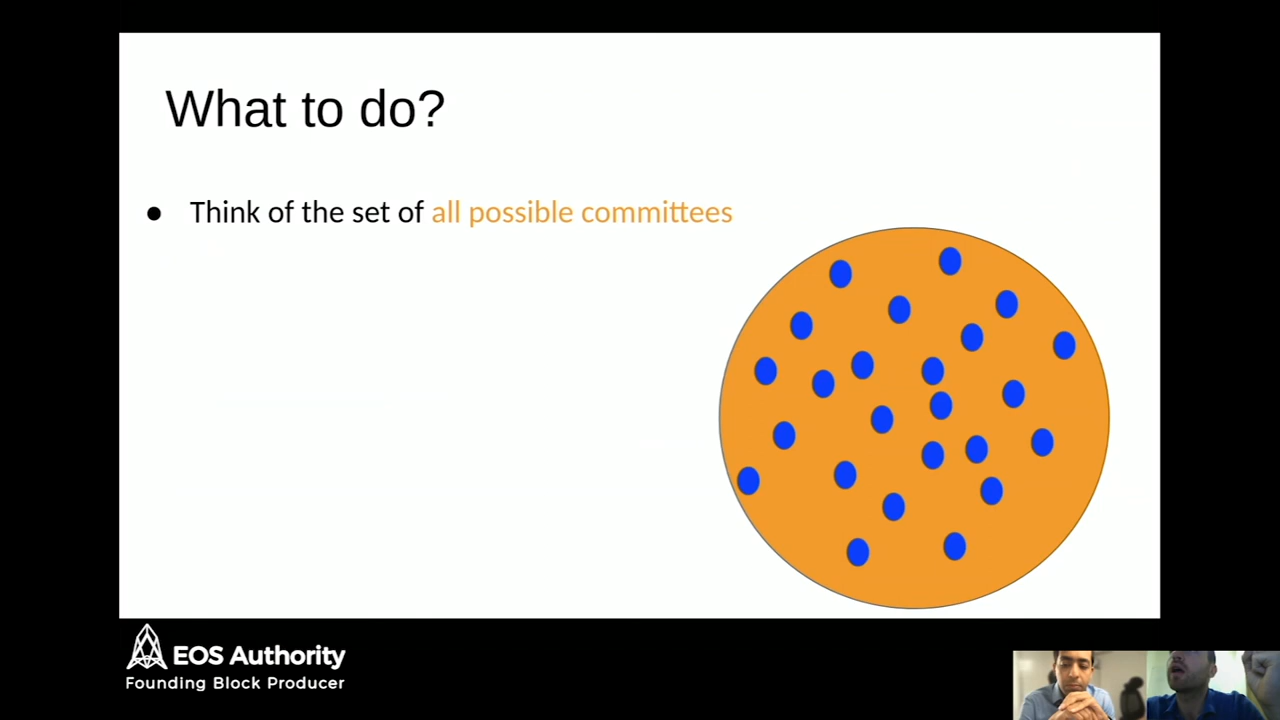 What to do?
● Think of the set of all possible committees
EOS Authority
Founding Block Producer